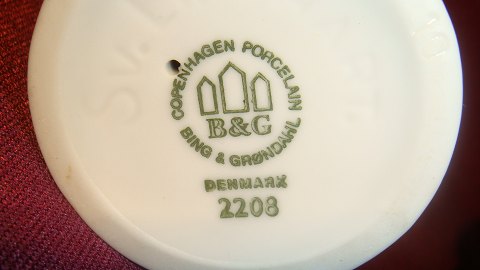 COPENHAGEN PORCELAIN
B&G
BING & GRØNDAHL
DENMARK
2208